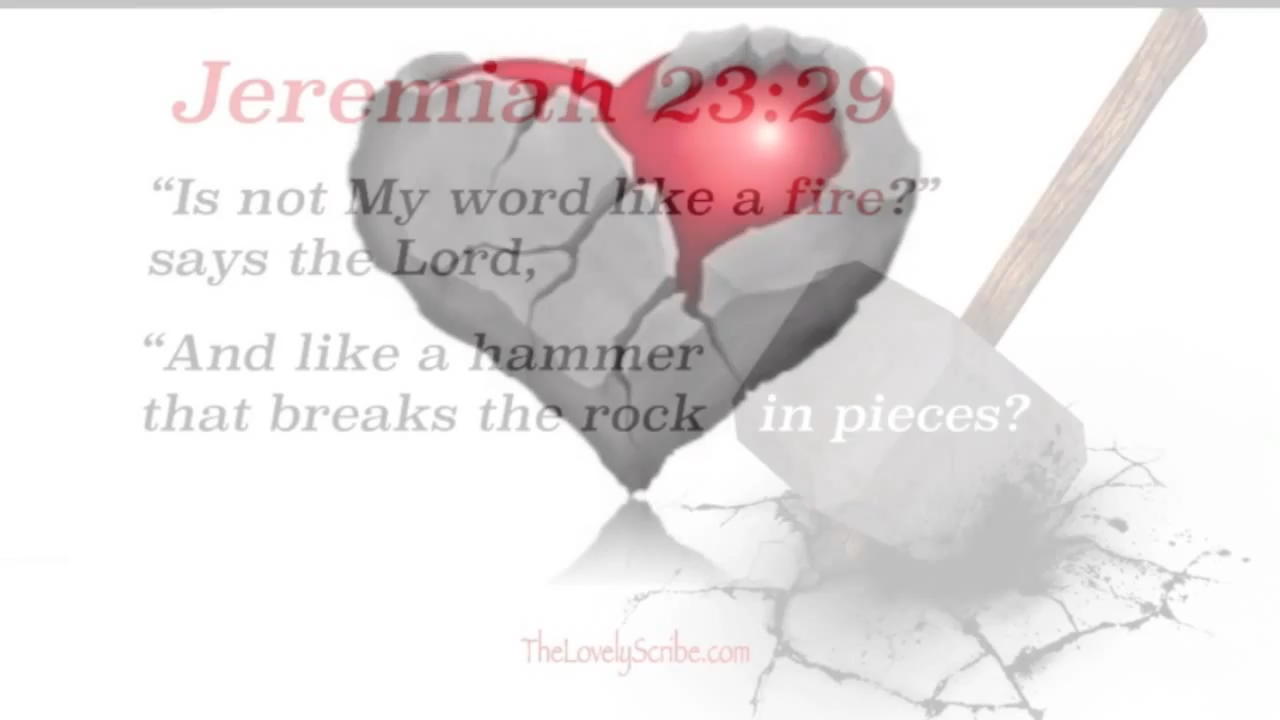 Jeremiah 23:29
“Is not My word like a fire?”
says the Lord,
“And like a hammer
that breaks the rock in pieces?
TheLovelyScribe.com